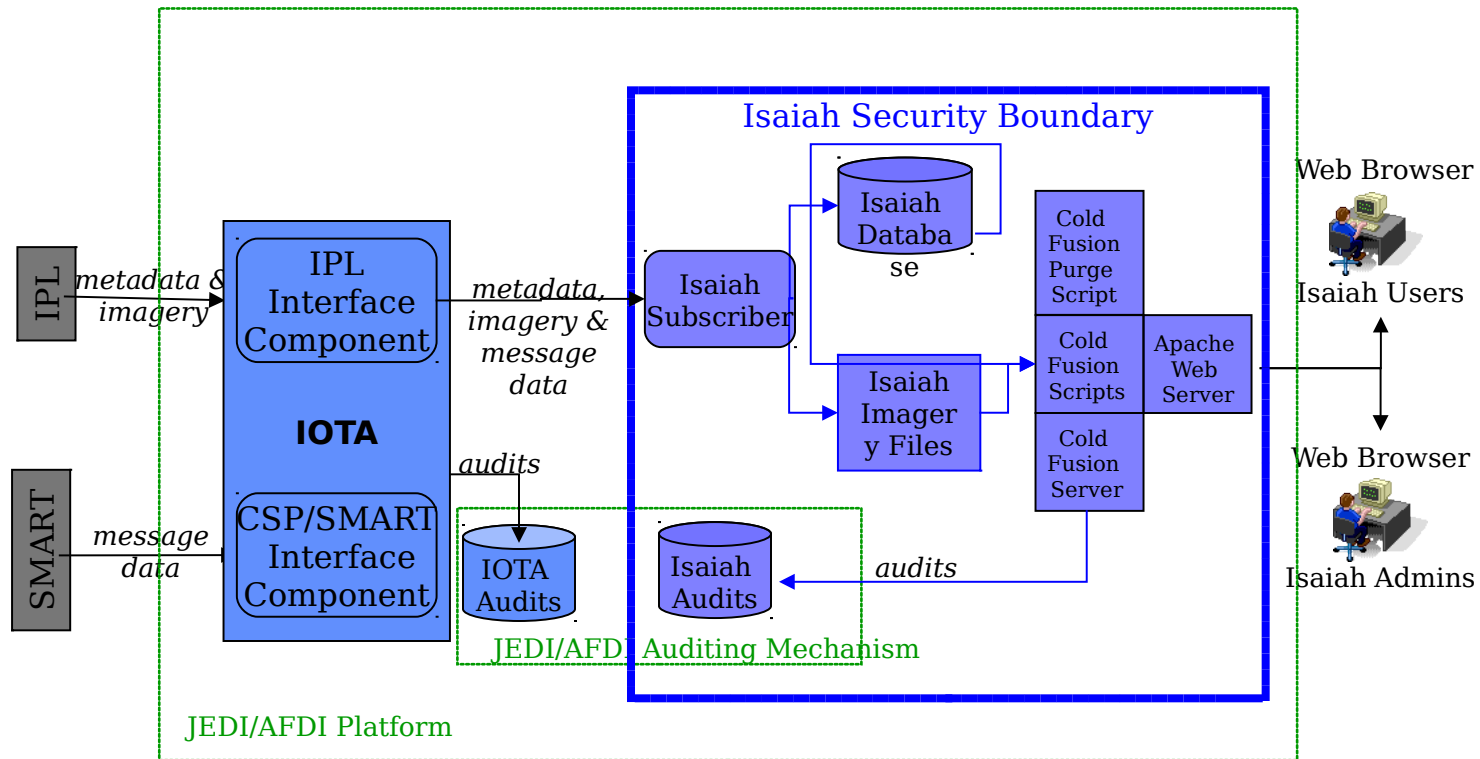 Isaiah Security Boundary
IPL
metadata &
imagery
IPL
Interface
Component
IOTA
metadata,
imagery &
message
data
Isaiah
Subscriber
Isaiah
Databa
se
Isaiah
Imager
y Files
Cold
Fusion
Purge
Script
Cold
Fusion
Scripts
Apache
Web
Server
Cold
Fusion
Server
Web Browser
Isaiah Users
Web Browser
Isaiah Admins
SMART
message
data
CSP/SMART
Interface
Component
audits
IOTA
Audits
Isaiah
Audits
audits
JEDI/AFDI Auditing Mechanism
JEDI/AFDI Platform